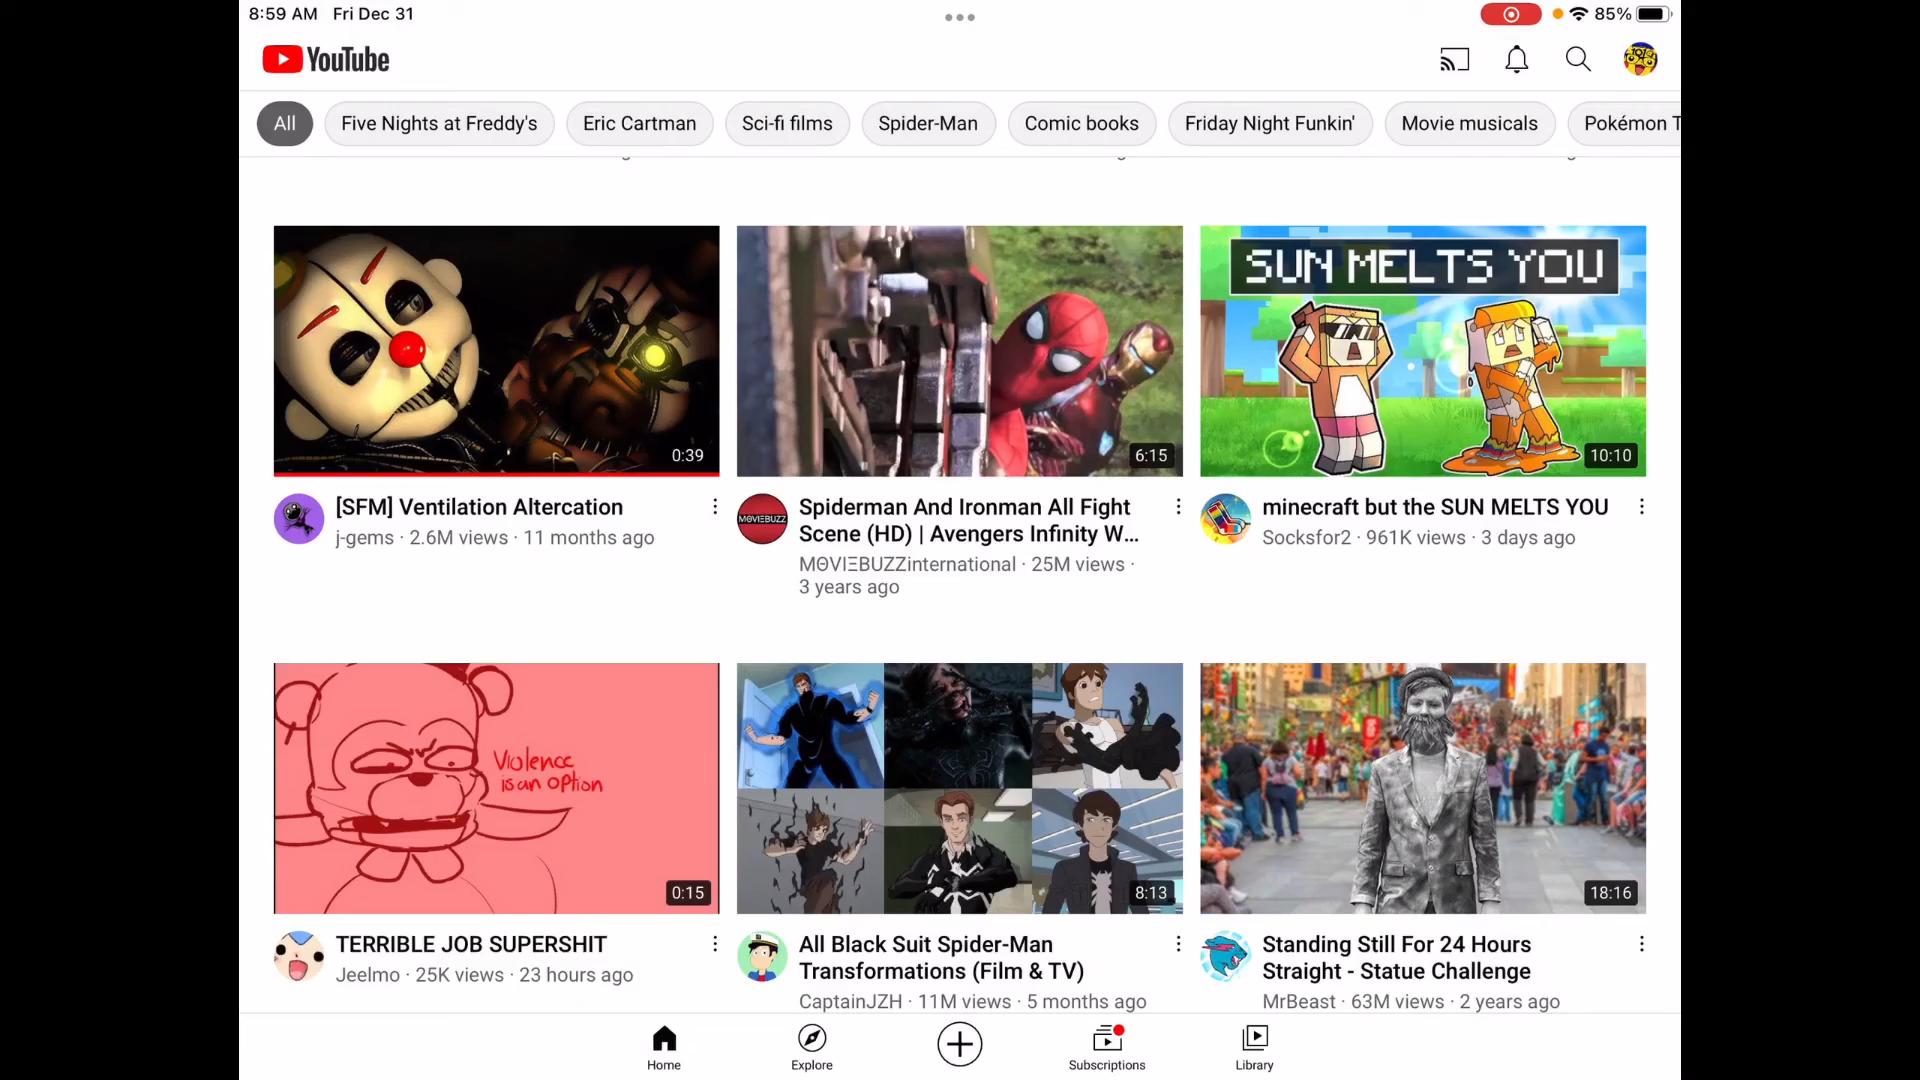 8:59 AM Fri Dec 31
85%
YouTube
All
Five Nights at Freddy's
Eric Cartman
Sci-fi films
Spider-Man
Comic books
Friday Night Funkin'
Movie musicals
Pokémon T
0:39
6:15
SUN MELTS YOU
10:10
[SFM] Ventilation Altercation
j-gems · 2.6M views · 11 months ago
MOVIEBUZZ
Spiderman And Ironman All Fight
Scene (HD) | Avengers Infinity W...
MΘVIΞBUZZinternational · 25M views ·
3 years ago
minecraft but the SUN MELTS YOU
Socksfor2 · 961K views · 3 days ago
Violence
is an option
0:15
8:13
18:16
TERRIBLE JOB SUPERSHIT
Jeelmo · 25K views · 23 hours ago
All Black Suit Spider-Man
Transformations (Film & TV)
CaptainJZH · 11M views · 5 months ago
Standing Still For 24 Hours
Straight - Statue Challenge
MrBeast · 63M views · 2 years ago
Home
Explore
Subscriptions
Library